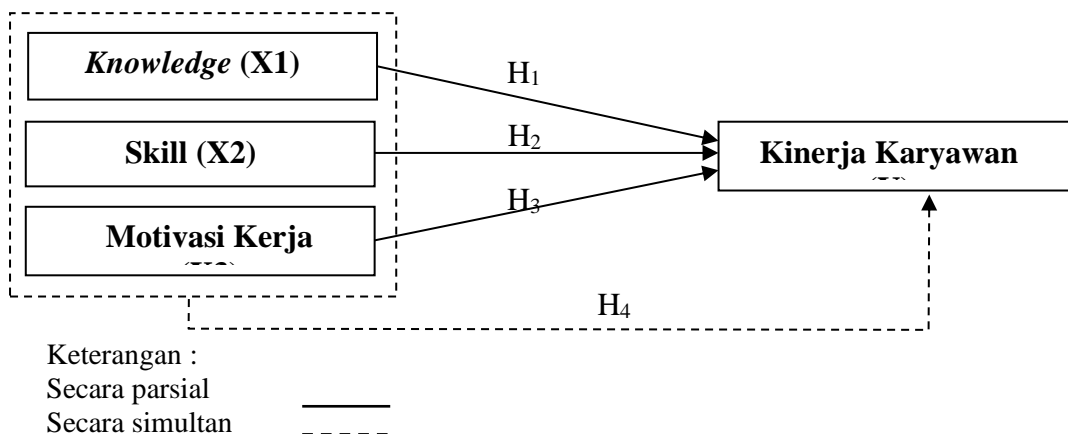 Knowledge (X1)
H1
Skill (X2)
H2
Kinerja Karyawan
H3
Motivasi Kerja
H4
Keterangan :
Secara parsial
Secara simultan